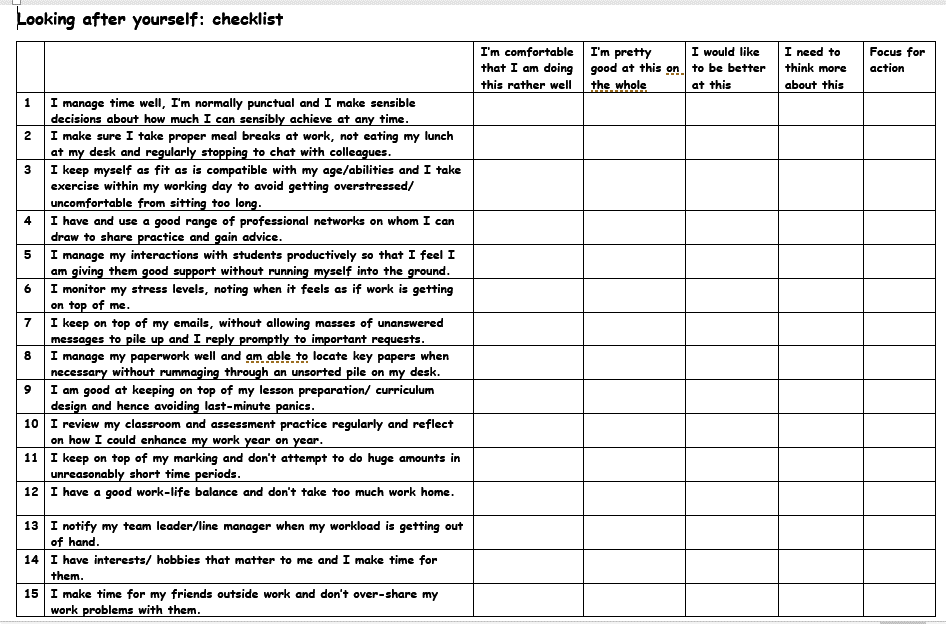 Looking after yourself: checklist
I'm comfortable that I am doing this rather well
I'm pretty good at this on the whole
I would like to be better at this
I need to think more about this
Focus for action
1 I manage time well, I'm normally punctual and I make sensible
decisions about how much I can sensibly achieve at any time.
2 I make sure I take proper meal breaks at work, not eating my lunch
at my desk and regularly stopping to chat with colleagues.
3 I keep myself as fit as is compatible with my age/abilities and I take
exercise within my working day to avoid getting overstressed/
uncomfortable from sitting too long.
4 I have and use a good range of professional networks on whom I can
draw to share practice and gain advice.
5 I manage my interactions with students productively so that I feel I
am giving them good support without running myself into the ground.
6 I monitor my stress levels, noting when it feels as if work is getting
on top of me.
7 I keep on top of my emails, without allowing masses of unanswered
messages to pile up and I reply promptly to important requests.
8 I manage my paperwork well and am able to locate key papers when
necessary without rummaging through an unsorted pile on my desk.
9 I am good at keeping on top of my lesson preparation/ curriculum
design and hence avoiding last-minute panics.
10 I review my classroom and assessment practice regularly and reflect
on how I could enhance my work year on year.
11 I keep on top of my marking and don't attempt to do huge amounts in
unreasonably short time periods.
12 I have a good work-life balance and don't take too much work home.
13 I notify my team leader/line manager when my workload is getting out
of hand.
14 I have interests/ hobbies that matter to me and I make time for
them.
15 I make time for my friends outside work and don't over-share my
work problems with them.